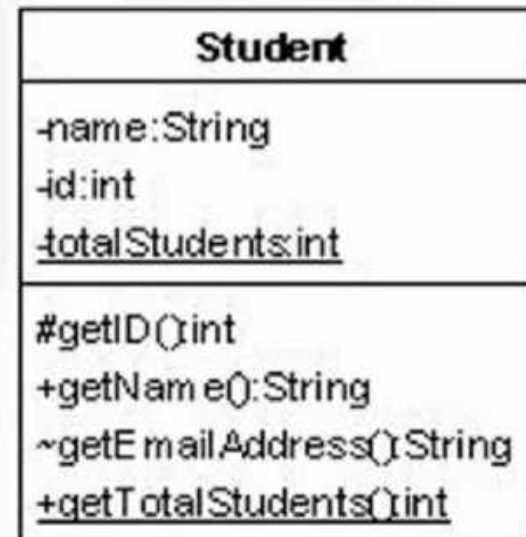 Student
-name:String
-id:int
-totalStudents:int
#getID():int
+getName():String
~getEmailAddress():String
+getTotalStudents():int